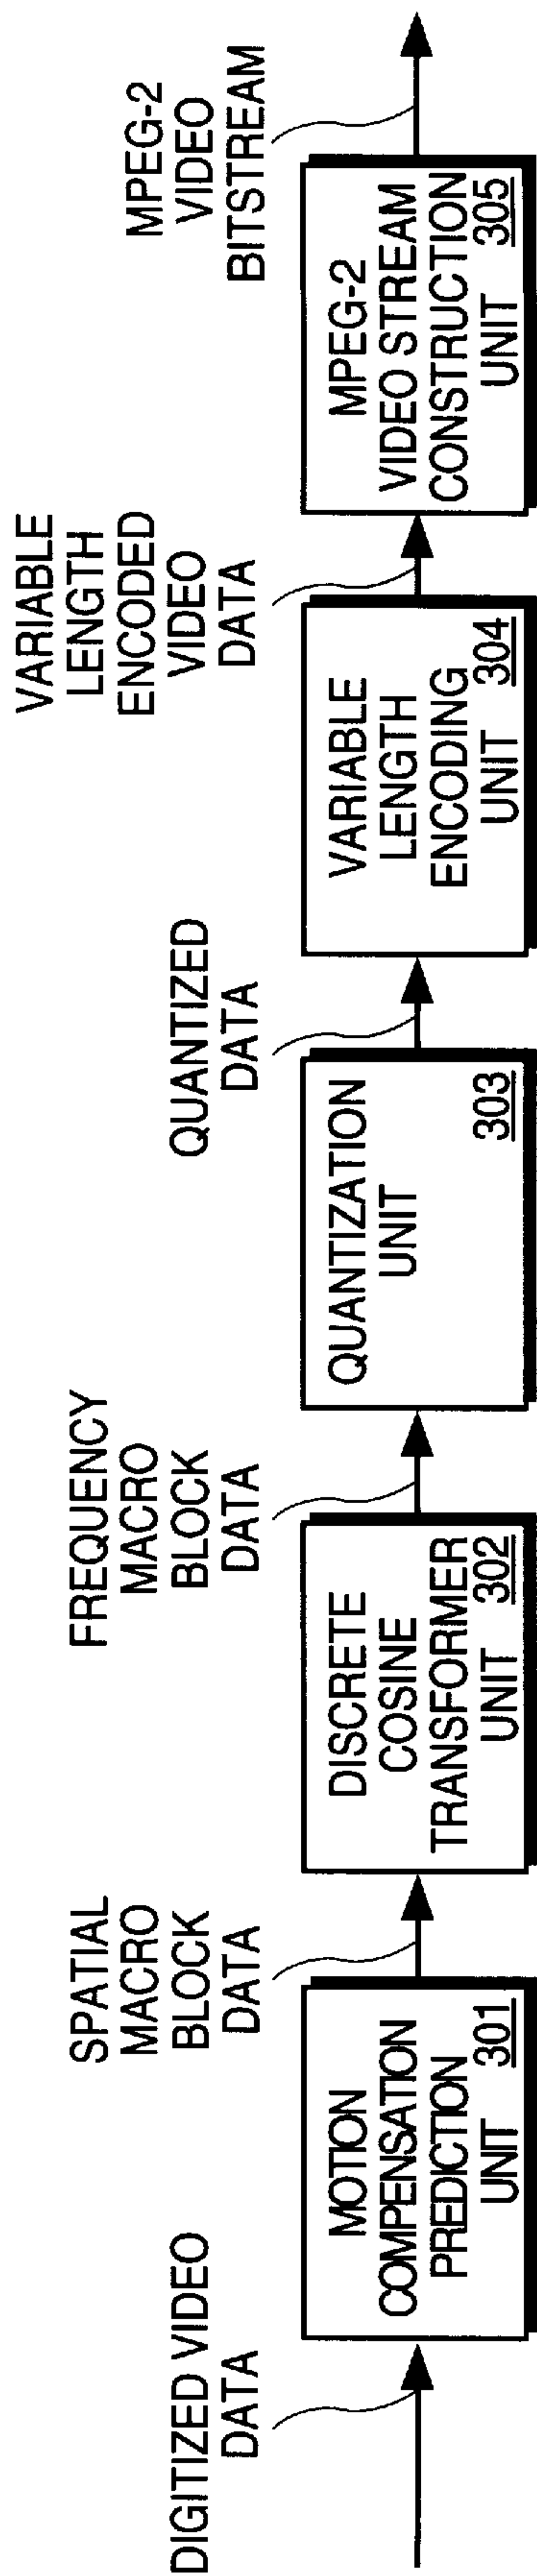 DIGITIZED VIDEO
DATA
MOTION
COMPENSATION
PREDICTION
UNIT 301
SPATIAL
MACRO
BLOCK
DATA
DISCRETE
COSINE
TRANSFORMER
UNIT 302
FREQUENCY
MACRO
BLOCK
DATA
QUANTIZATION
UNIT
303
QUANTIZED
DATA
VARIABLE
LENGTH
ENCODING
UNIT 304
VARIABLE
LENGTH
ENCODED
VIDEO
DATA
MPEG-2
VIDEO STREAM
CONSTRUCTION
UNIT 305
MPEG-2
VIDEO
BITSTREAM